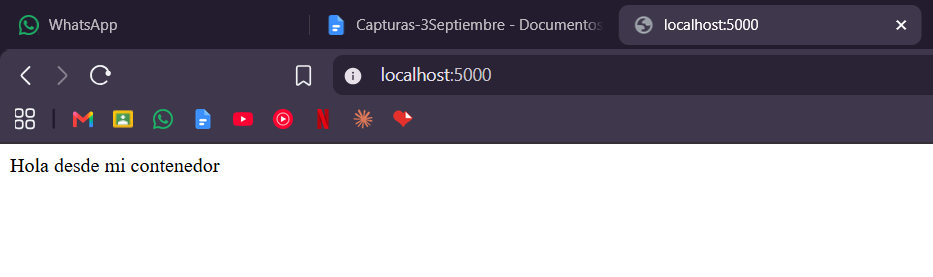 WhatsApp
Capturas-3Septiembre - Documentos
localhost:5000
localhost:5000
Hola desde mi contenedor